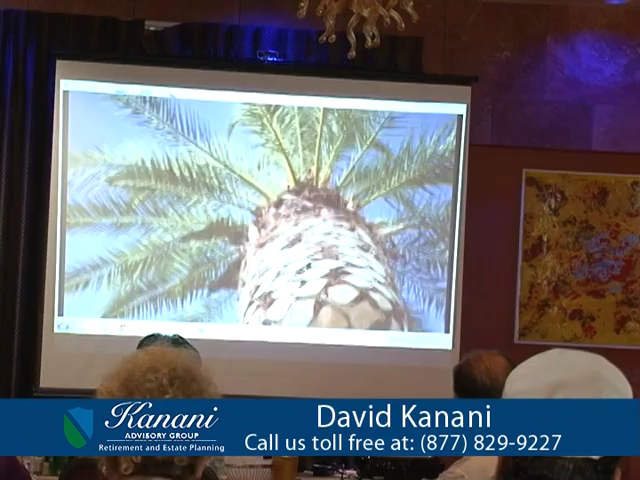 Kanani
ADVISORY GROUP
Retirement and Estate Planning
David Kanani
Call us toll free at: (877) 829-9227